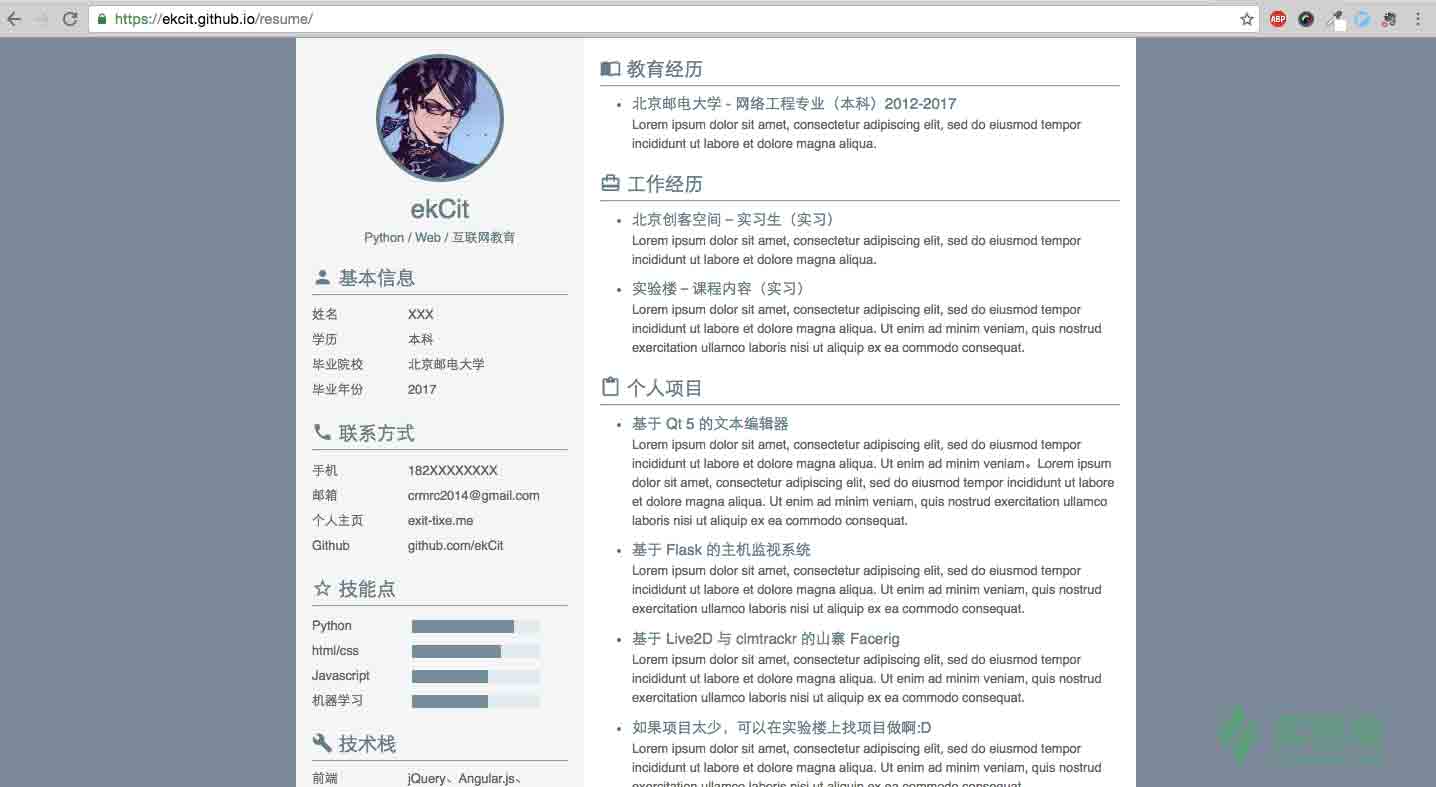 https://ekcit.github.io/resume/
ABP
ekCit
Python / Web / 互联网教育
基本信息
姓名 XXX
学历 本科
毕业院校 北京邮电大学
毕业年份 2017
联系方式
手机 182XXXXXXXX
邮箱 crmrc2014@gmail.com
个人主页 exit-tixe.me
Github github.com/ekCit
技能点
Python
html/css
Javascript
机器学习
技术栈
前端 jQuery、Angular.js、
教育经历
• 北京邮电大学 - 网络工程专业（本科）2012-2017
Lorem ipsum dolor sit amet, consectetur adipiscing elit, sed do eiusmod tempor
incididunt ut labore et dolore magna aliqua.
工作经历
• 北京创客空间 – 实习生（实习）
Lorem ipsum dolor sit amet, consectetur adipiscing elit, sed do eiusmod tempor
incididunt ut labore et dolore magna aliqua.
• 实验楼 – 课程内容（实习）
Lorem ipsum dolor sit amet, consectetur adipiscing elit, sed do eiusmod tempor
incididunt ut labore et dolore magna aliqua. Ut enim ad minim veniam, quis nostrud
exercitation ullamco laboris nisi ut aliquip ex ea commodo consequat.
个人项目
• 基于 Qt 5 的文本编辑器
Lorem ipsum dolor sit amet, consectetur adipiscing elit, sed do eiusmod tempor
incididunt ut labore et dolore magna aliqua. Ut enim ad minim veniam。Lorem ipsum
dolor sit amet, consectetur adipiscing elit, sed do eiusmod tempor incididunt ut labore
et dolore magna aliqua. Ut enim ad minim veniam, quis nostrud exercitation ullamco
laboris nisi ut aliquip ex ea commodo consequat.
• 基于 Flask 的主机监视系统
Lorem ipsum dolor sit amet, consectetur adipiscing elit, sed do eiusmod tempor
incididunt ut labore et dolore magna aliqua. Ut enim ad minim veniam, quis nostrud
exercitation ullamco laboris nisi ut aliquip ex ea commodo consequat.
• 基于 Live2D 与 clmtrackr 的山寨 Facerig
Lorem ipsum dolor sit amet, consectetur adipiscing elit, sed do eiusmod tempor
incididunt ut labore et dolore magna aliqua. Ut enim ad minim veniam, quis nostrud
exercitation ullamco laboris nisi ut aliquip ex ea commodo consequat.
• 如果项目太少，可以在实验楼上找项目做啊:D
Lorem ipsum dolor sit amet, consectetur adipiscing elit, sed do eiusmod tempor
incididunt ut labore et dolore magna aliqua. Ut enim ad minim veniam, quis nostrud